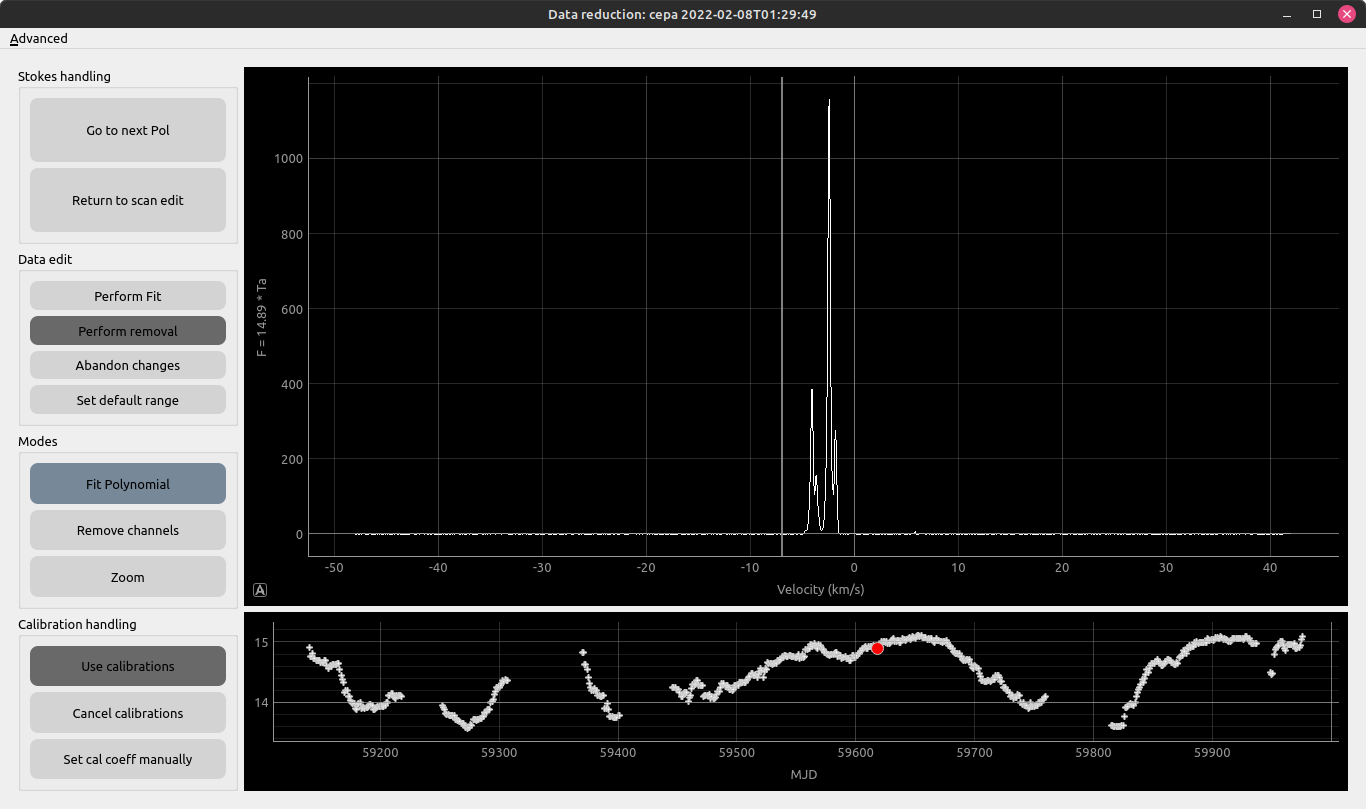 Data reduction: cepa 2022-02-08T01:29:49
Advanced
Stokes handling
Go to next Pol
Return to scan edit
Data edit
Perform Fit
Perform removal
Abandon changes
Set default range
Modes
Fit Polynomial
Remove channels
Zoom
Calibration handling
Use calibrations
Cancel calibrations
Set cal coeff manually
F = 14.89 * Ta
1000
800
600
400
200
0
-50 -40 -30 -20 -10 0 10 20 30 40
Velocity (km/s)
A
15
14
59200 59300 59400 59500 59600 59700 59800 59900
MJD